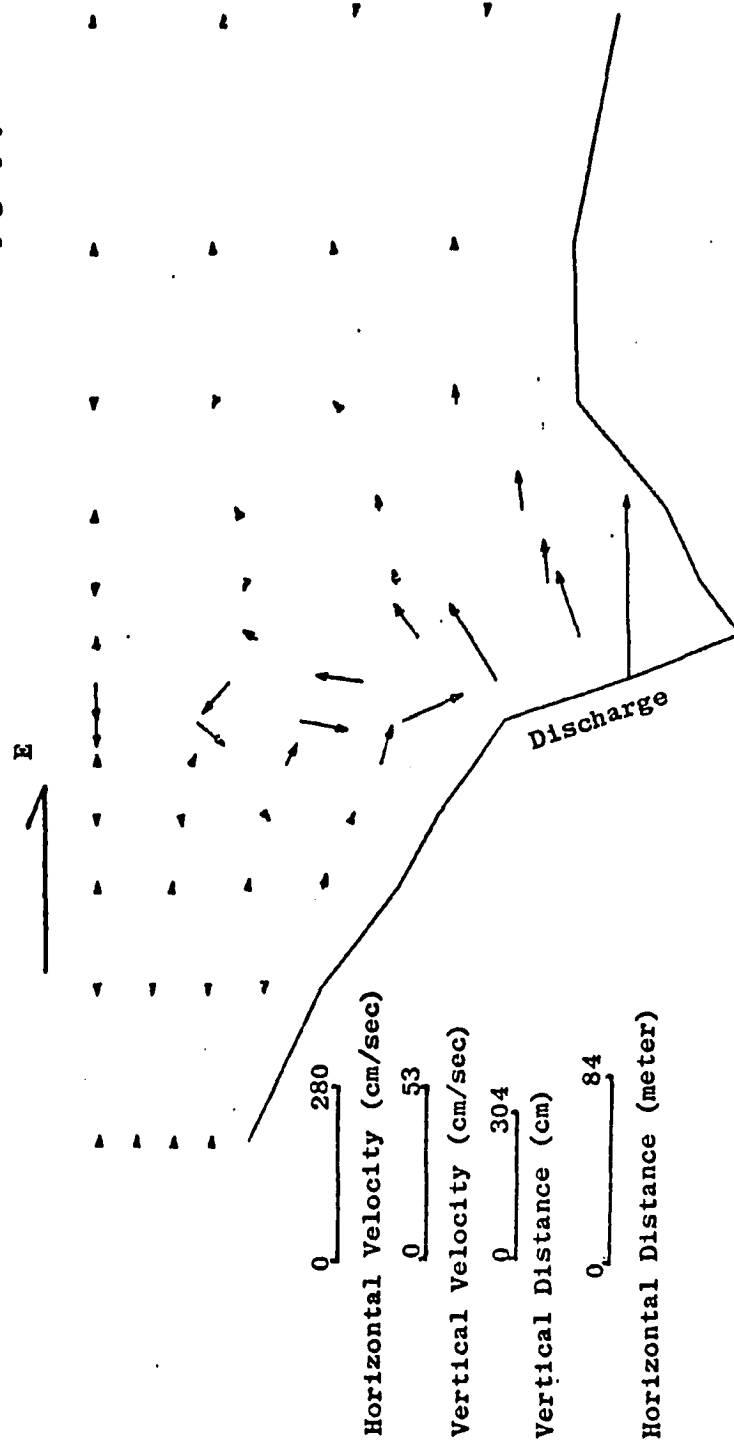 E
Discharge
0 280
Horizontal Velocity (cm/sec)
0 53
Vertical Velocity (cm/sec)
0 304
Vertical Distance (cm)
0 84
Horizontal Distance (meter)